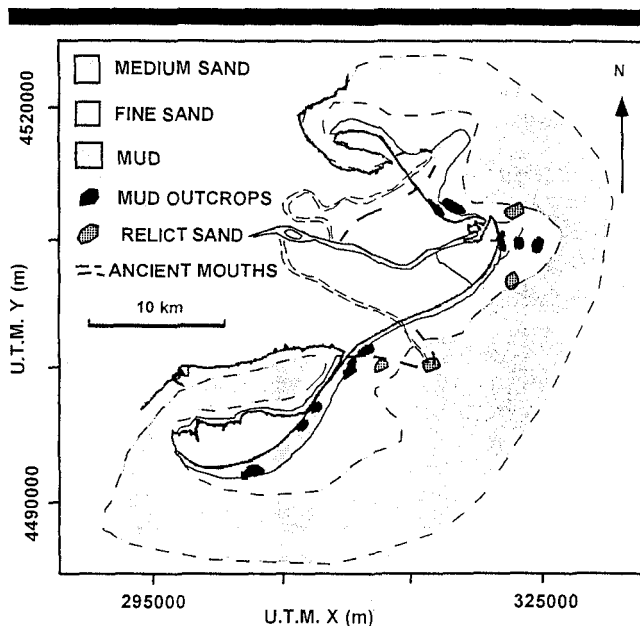 N
4520000
4490000
U.T.M. Y (m)
MEDIUM SAND
FINE SAND
MUD
MUD OUTCROPS
RELICT SAND
ANCIENT MOUTHS
10 km
295000
325000
U.T.M. X (m)